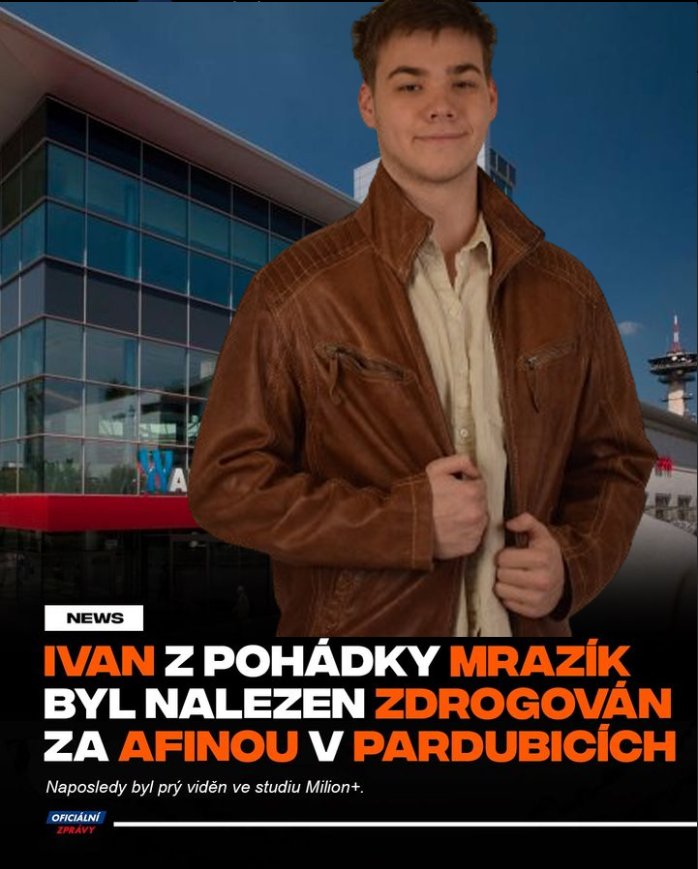 NEWS
IVAN Z POHÁDKY MRAZÍK
BYL NALEZEN ZDROGOVÁN
ZA AFINOU V PARDUBICÍCH
Naposledy byl prý viděn ve studiu Milion+.
OFICIÁLNÍ
ZPRÁVY